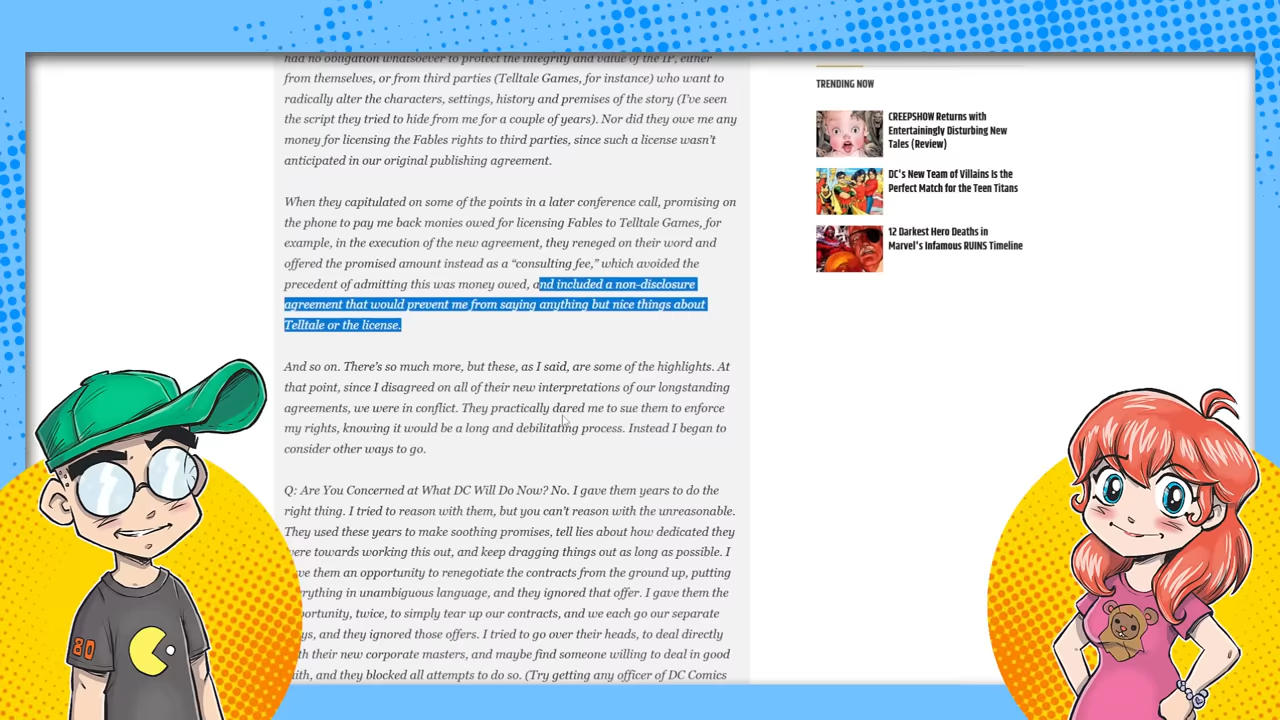 had no obligation whatsoever to protect the integrity and value of the IP, either
from themselves, or from third parties (Telltale Games, for instance) who want to
radically alter the characters, settings, history and premises of the story (I've seen
the script they tried to hide from me for a couple of years). Nor did they owe me any
money for licensing the Fables rights to third parties, since such a license wasn't
anticipated in our original publishing agreement.
When they capitulated on some of the points in a later conference call, promising on
the phone to pay me back monies owed for licensing Fables to Telltale Games, for
example, in the execution of the new agreement, they reneged on their word and
offered the promised amount instead as a “consulting fee,” which avoided the
precedent of admitting this was money owed, and included a non-disclosure
agreement that would prevent me from saying anything but nice things about
Telltale or the license.
And so on. There's so much more, but these, as I said, are some of the highlights. At
that point, since I disagreed on all of their new interpretations of our longstanding
agreements, we were in conflict. They practically dared me to sue them to enforce
my rights, knowing it would be a long and debilitating process. Instead I began to
consider other ways to go.
Q: Are You Concerned at What DC Will Do Now? No. I gave them years to do the
right thing. I tried to reason with them, but you can't reason with the unreasonable.
They used these years to make soothing promises, tell lies about how dedicated they
were towards working this out, and keep dragging things out as long as possible. I
them an opportunity to renegotiate the contracts from the ground up, putting
in unambiguous language, and they ignored that offer. I gave them the
twice, to simply tear up our contracts, and we each go our separate
and they ignored those offers. I tried to go over their heads, to deal directly
their new corporate masters, and maybe find someone willing to deal in good
and they blocked all attempts to do so. (Try getting any officer of DC Comics
TRENDING NOW
CREEPSHOW Returns with
Entertainingly Disturbing New
Tales (Review)
DC's New Team of Villains Is the
Perfect Match for the Teen Titans
12 Darkest Hero Deaths in
Marvel's Infamous RUINS Timeline
80